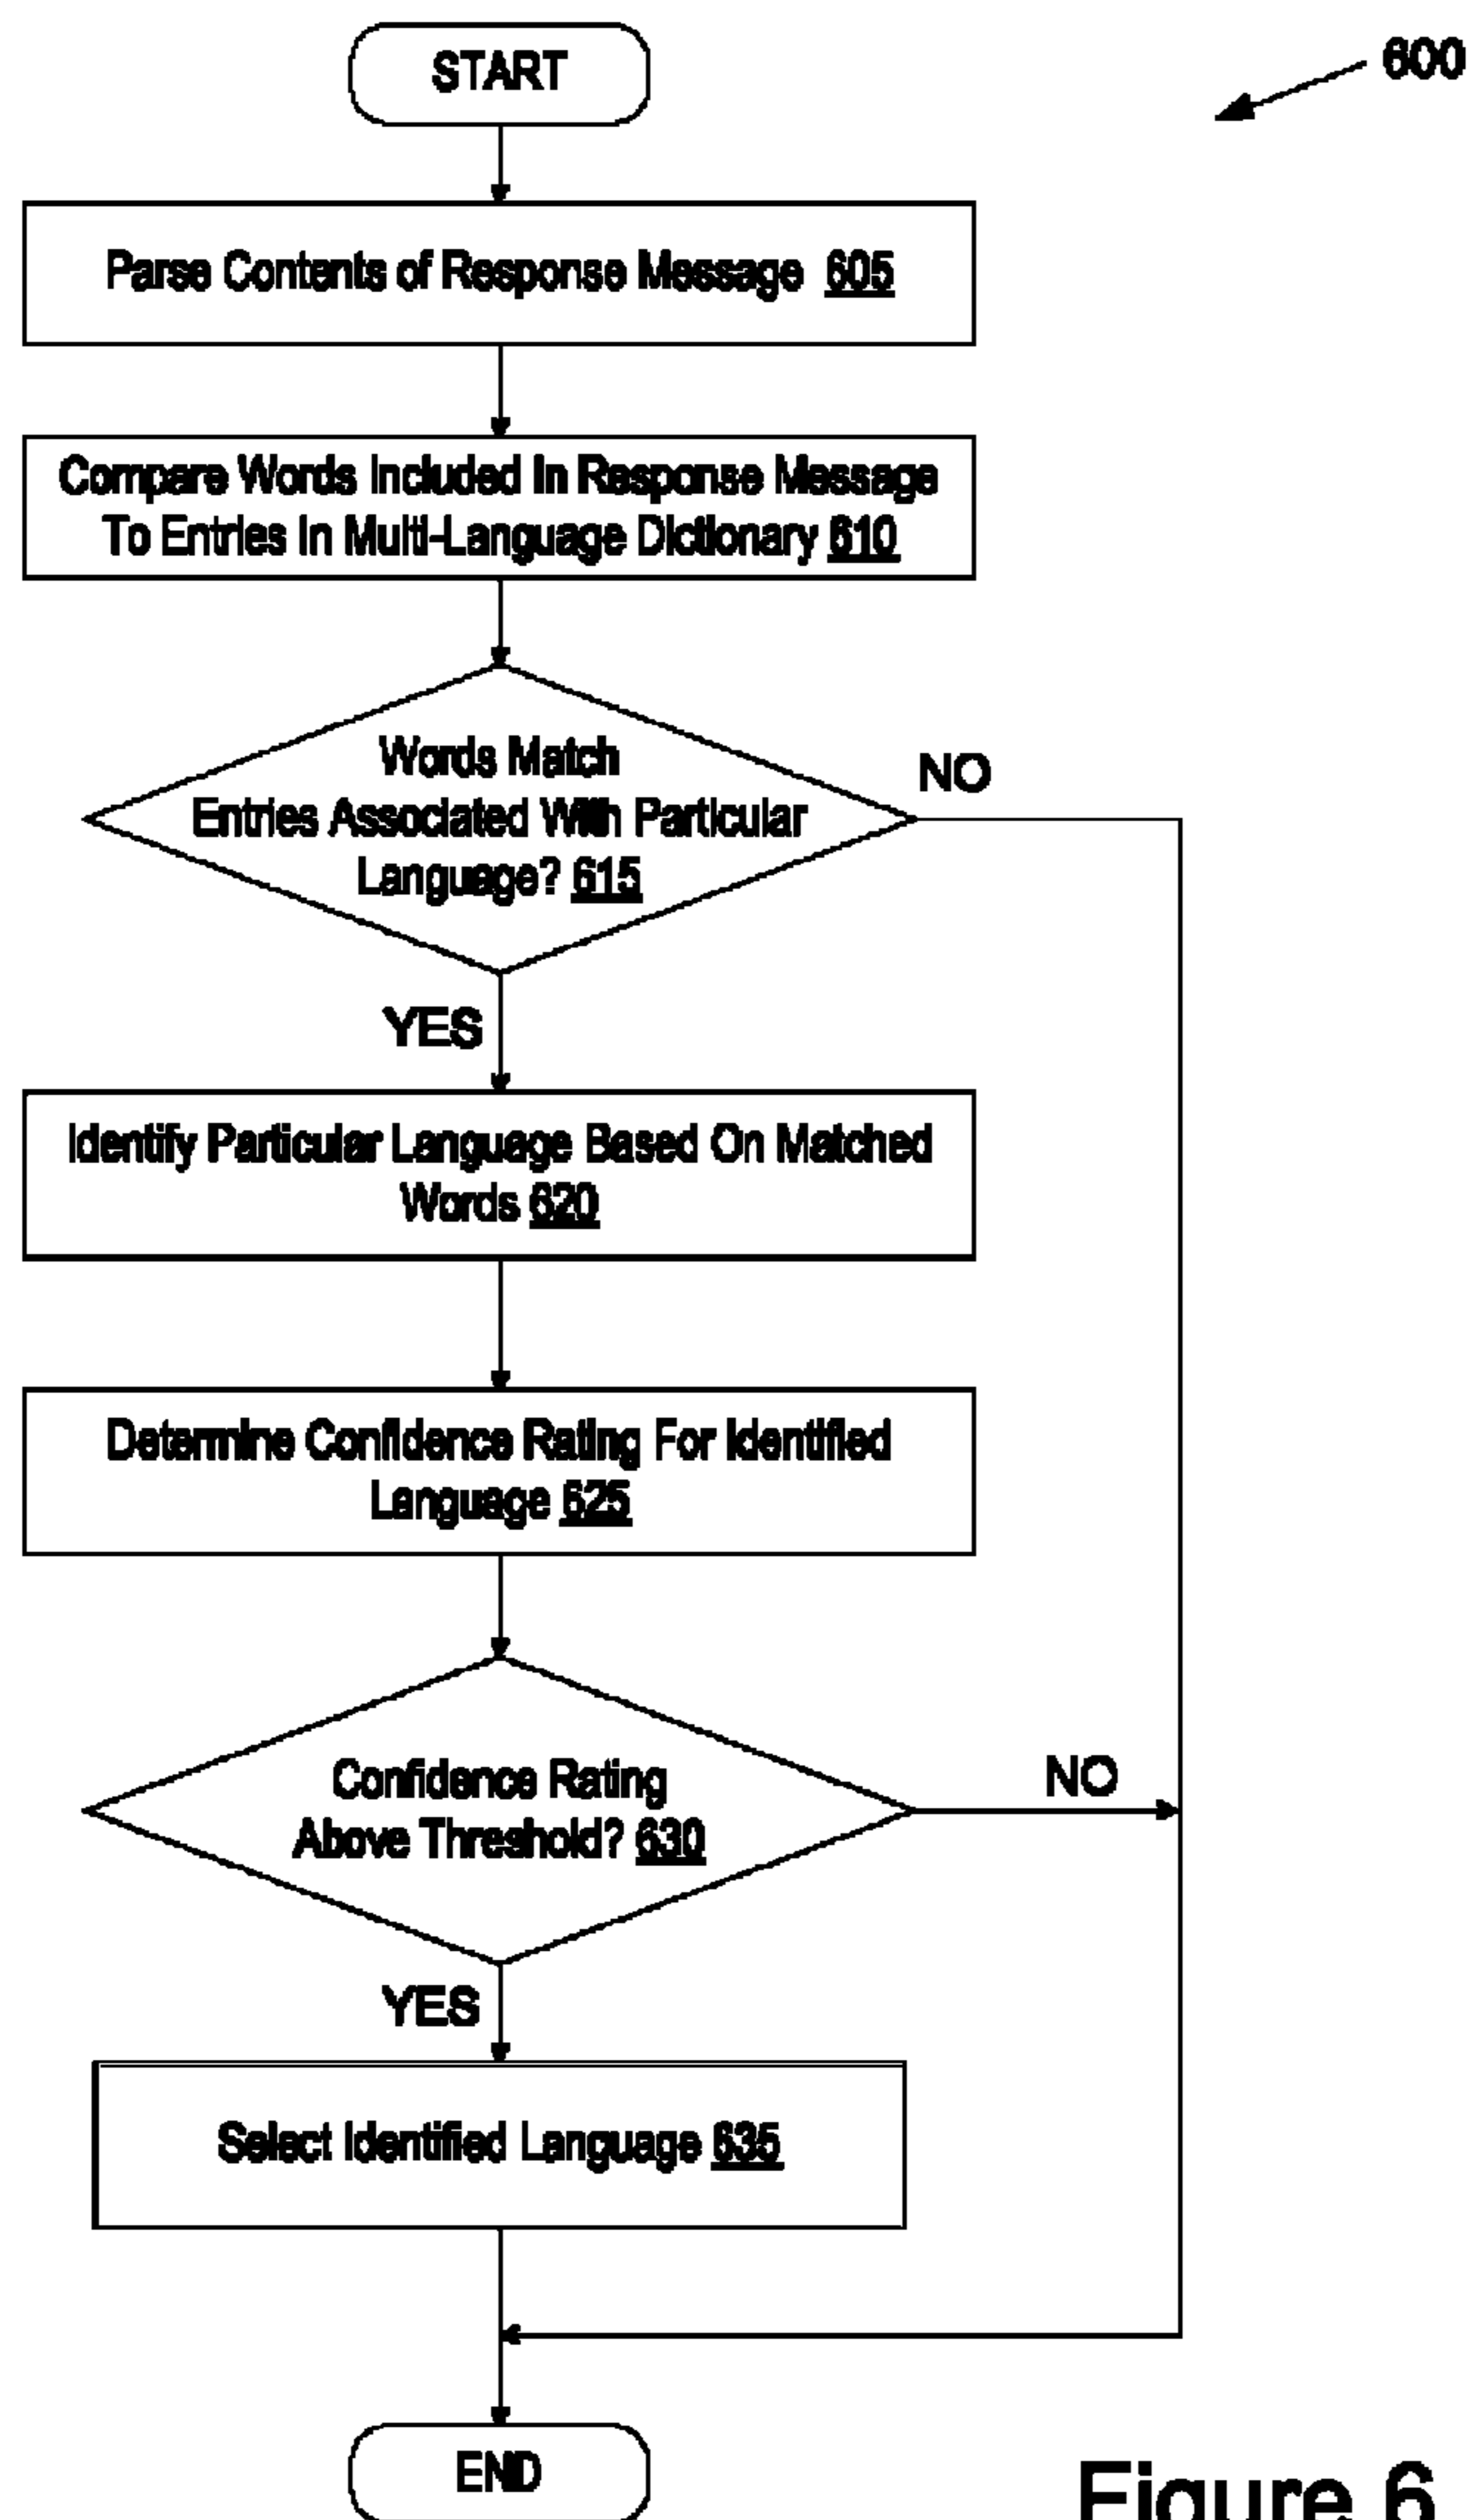 START
600
Parse Contents of Response Message 605
Compare Words Included In Response Message
To Entries In Multi-Language Dictionary 610
Words Match
Entries Associated With Particular
Language? 615
NO
YES
Identify Particular Language Based On Matched
Words 620
Determine Confidence Rating For Identified
Language 625
Confidence Rating
Above Threshold? 630
NO
YES
Select Identified Language 635
END
Figure 6